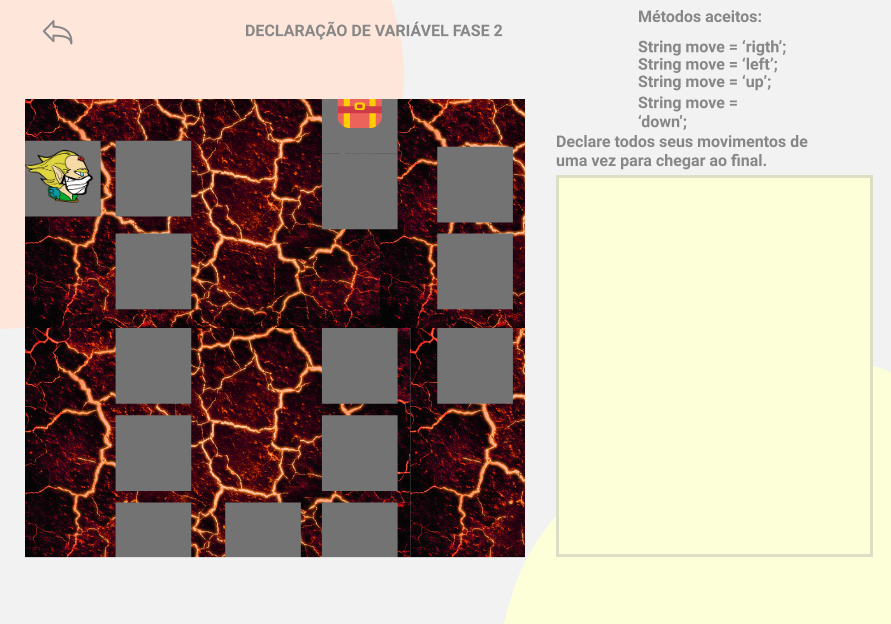 DECLARAÇÃO DE VARIÁVEL FASE 2
Métodos aceitos:
String move = ‘rigth’;
String move = ‘left’;
String move = ‘up’;
String move =
‘down’;
Declare todos seus movimentos de
uma vez para chegar ao final.